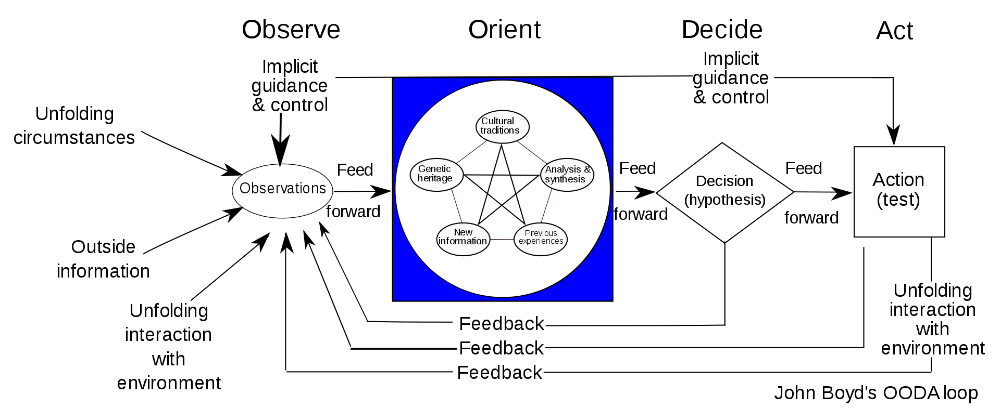 Observe
Orient
Decide
Act
Implicit
guidance
& control
Implicit
guidance
& control
Unfolding
circumstances
Outside
information
Unfolding
interaction
with
environment
Observations
Feed
forward
Cultural
traditions
Genetic
heritage
Analysis &
synthesis
New
information
Previous
experiences
Feed
forward
Decision
(hypothesis)
Feed
forward
Action
(test)
Unfolding
interaction
with
environment
Feedback
Feedback
Feedback
John Boyd's OODA loop